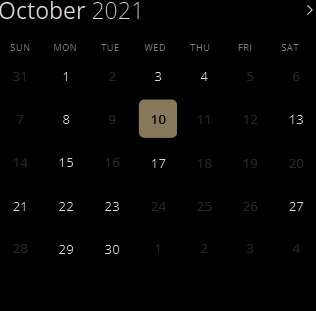 October 2021
SUN MON TUE WED THU FRI SAT
31 1 2 3 4 5 6
7 8 9 10 11 12 13
14 15 16 17 18 19 20
21 22 23 24 25 26 27
28 29 30 1 2 3 4